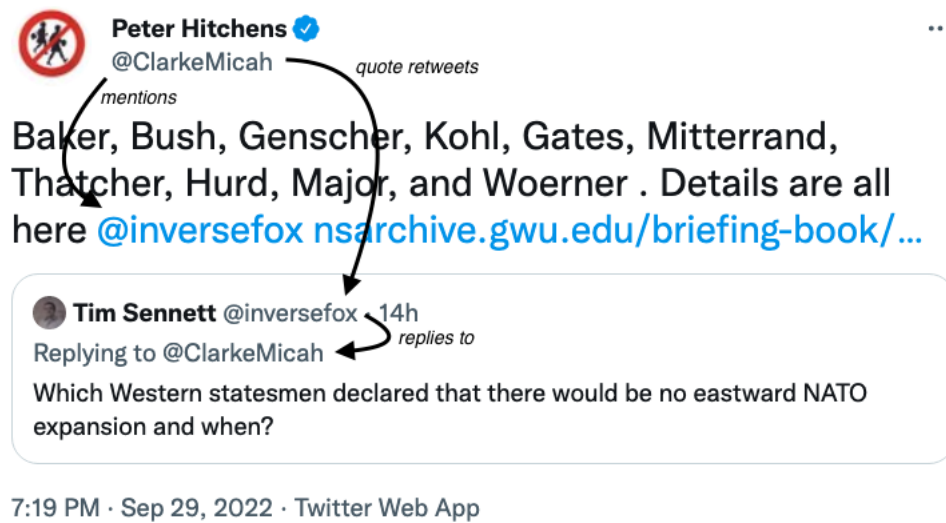 Peter Hitchens
@ClarkeMicah
quote retweets
mentions
Baker, Bush, Genscher, Kohl, Gates, Mitterrand,
Thatcher, Hurd, Major, and Woerner . Details are all
here @inversefox nsarchive.gwu.edu/briefing-book/...
Tim Sennett @inversefox · 14h
replies to
Replying to @ClarkeMicah
Which Western statesmen declared that there would be no eastward NATO
expansion and when?
7:19 PM · Sep 29, 2022 · Twitter Web App